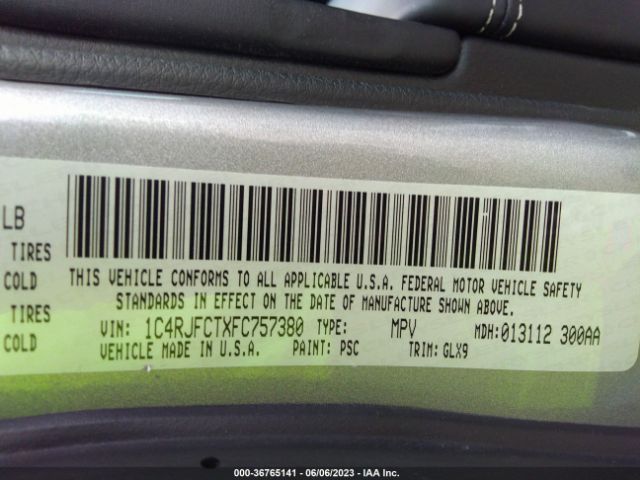 LB
TIRES
COLD
TIRES
COLD
THIS VEHICLE CONFORMS TO ALL APPLICABLE U.S.A. FEDERAL MOTOR VEHICLE SAFETY
STANDARDS IN EFFECT ON THE DATE OF MANUFACTURE SHOWN ABOVE.
VIN: 1C4RJFCTXFC757380 TYPE: MPV MDH:013112 300AA
VEHICLE MADE IN U.S.A. PAINT: PSC TRIM: GLX9
000-36765141 - 06/06/2023 - IAA Inc.